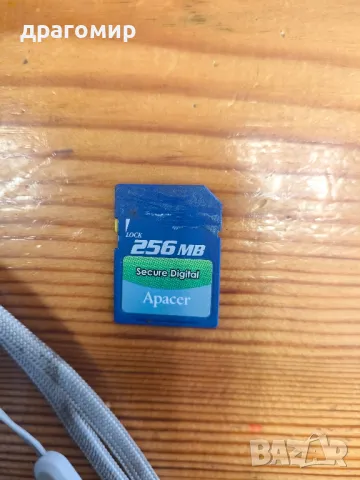 драгомир
LOCK
256 MB
Secure Digital
Apacer
BAZAR